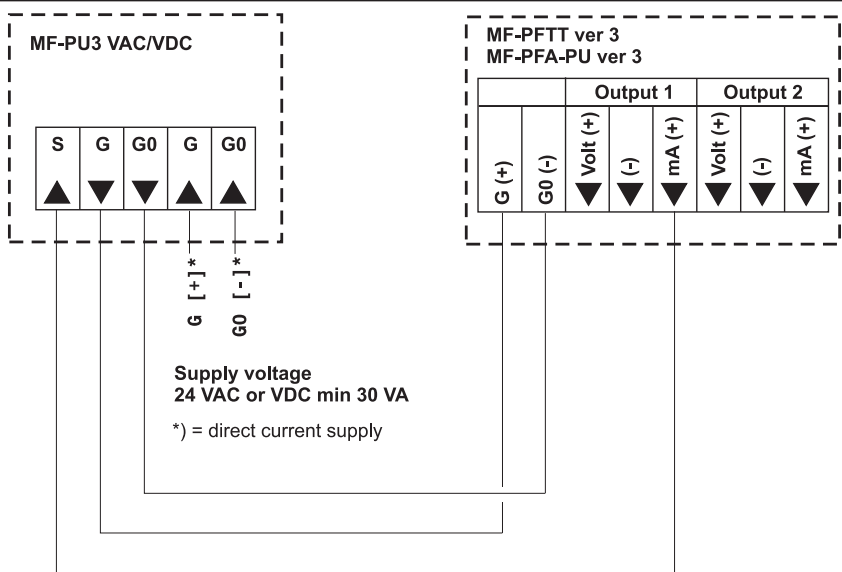 MF-PU3 VAC/VDC
S G G0 G G0
G [+]*
G0 [-]*
Supply voltage
24 VAC or VDC min 30 VA
*) = direct current supply
MF-PFTT ver 3
MF-PFA-PU ver 3
Output 1 Output 2
G (+) G0 (-) Volt (+) (-) mA (+) Volt (+) (-) mA (+)